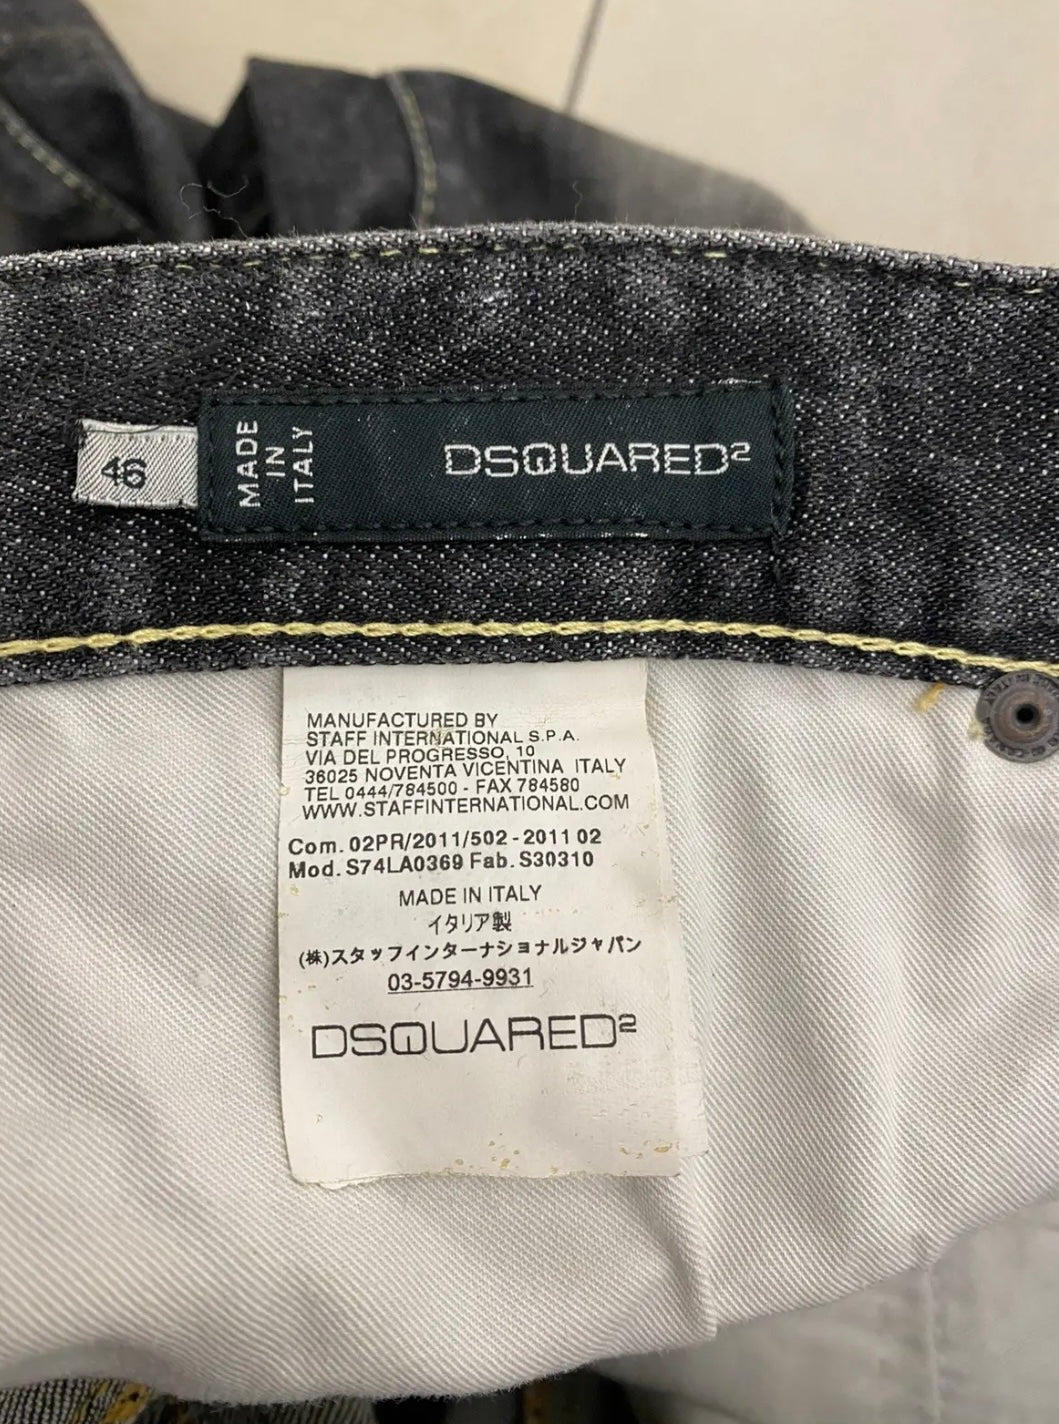 46
MADE
IN
ITALY
DSQUARED2
MANUFACTURED BY
STAFF INTERNATIONAL S.P.A.
VIA DEL PROGRESSO, 10
36025 NOVENTA VICENTINA ITALY
TEL 0444/784500 - FAX 784580
WWW.STAFFINTERNATIONAL.COM
Com. 02PR/2011/502 - 2011 02
Mod. S74LA0369 Fab. S30310
MADE IN ITALY
イタリア製
(株)スタッフインターナショナルジャパン
03-5794-9931
DSQUARED2